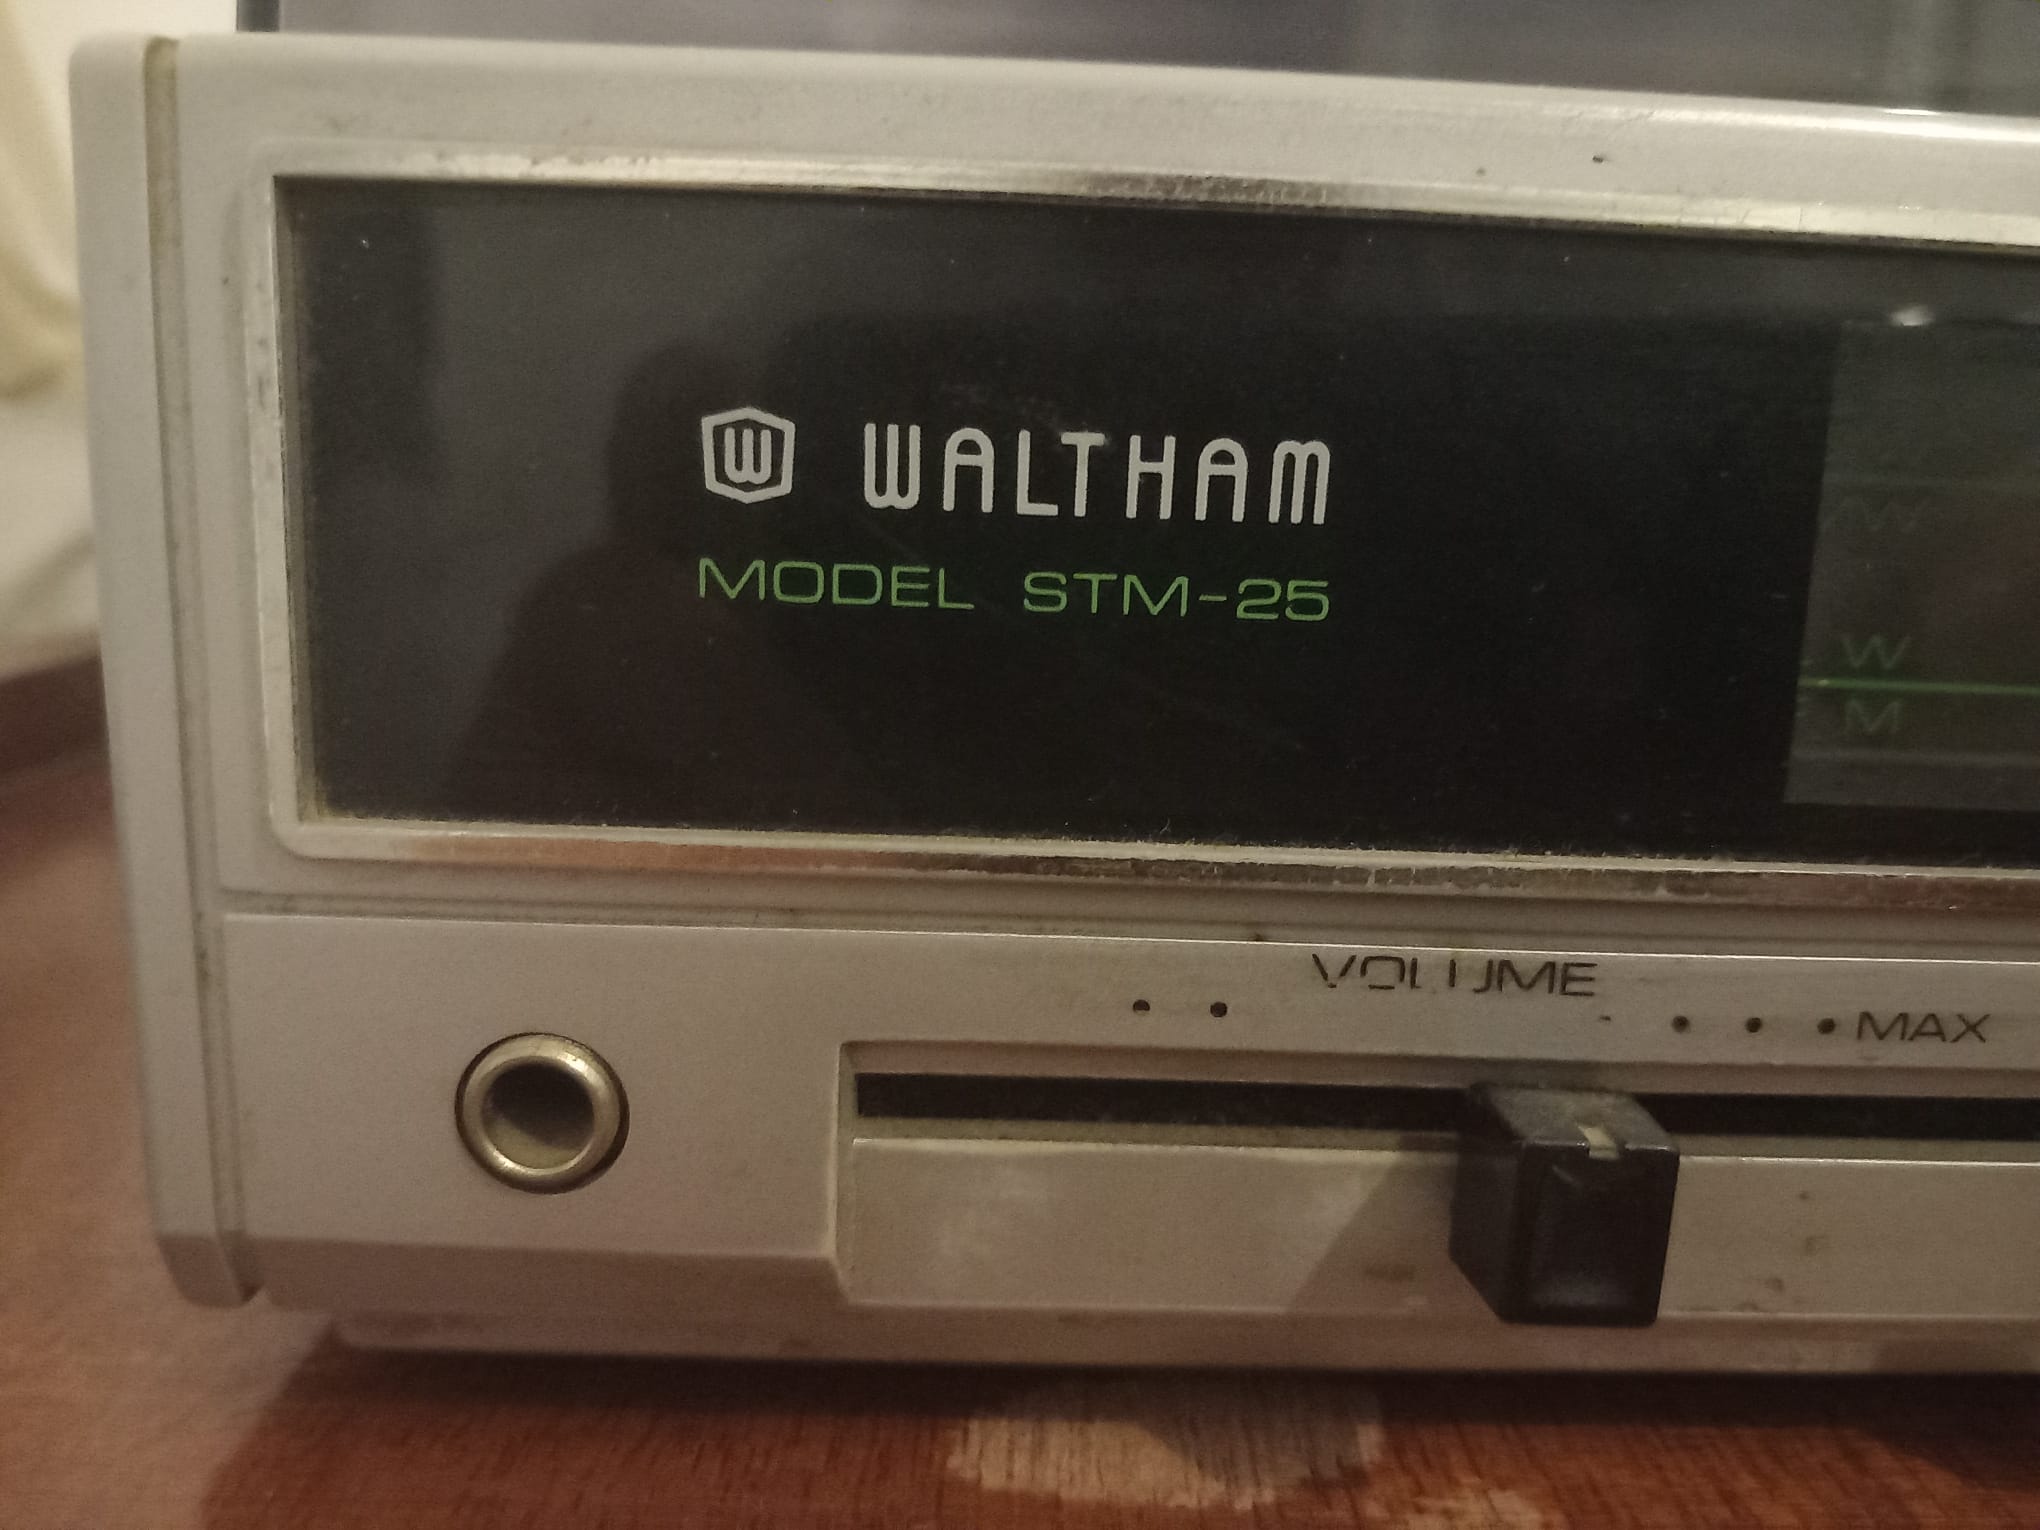 W WALTHAM
MODEL STM-25
W
M
VOLUME
MAX